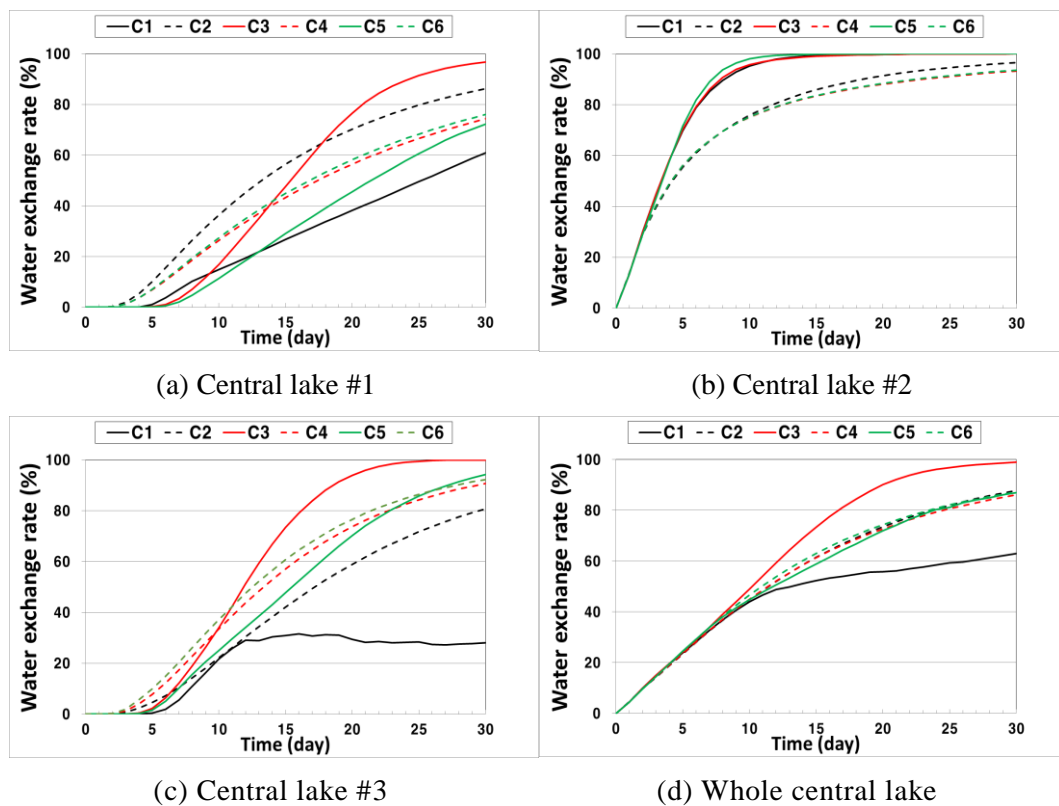 C1 C2 C3 C4 C5 C6
Water exchange rate (%)
100
80
60
40
20
0
0 5 10 15 20 25 30
Time (day)
(a) Central lake #1
C1 C2 C3 C4 C5 C6
Water exchange rate (%)
100
80
60
40
20
0
0 5 10 15 20 25 30
Time (day)
(b) Central lake #2
C1 C2 C3 C4 C5 C6
Water exchange rate (%)
100
80
60
40
20
0
0 5 10 15 20 25 30
Time (day)
(c) Central lake #3
C1 C2 C3 C4 C5 C6
Water exchange rate (%)
100
80
60
40
20
0
0 5 10 15 20 25 30
Time (day)
(d) Whole central lake